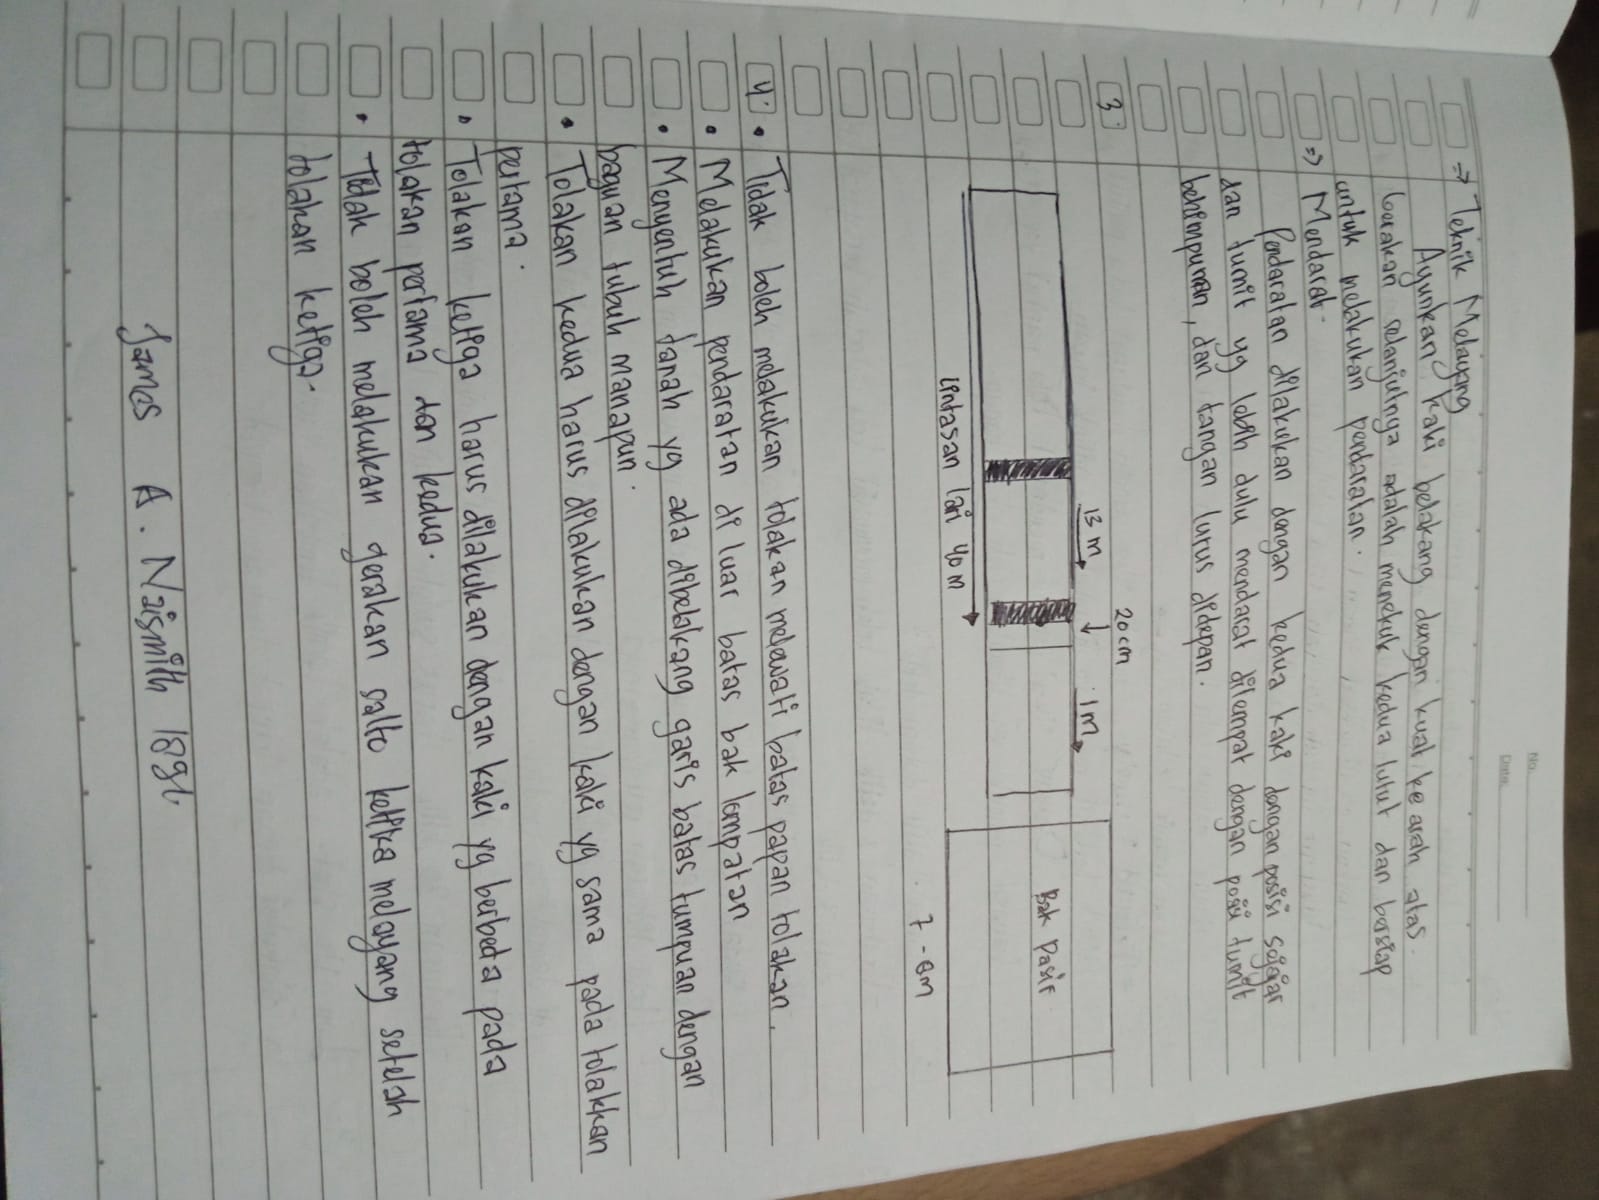 No.
Date:
⇒ Teknik Melayang
Ayunkan kaki belakang dengan kuat ke arah atas.
Gerakan selanjutnya adalah menekuk kedua lutut dan bersiap
untuk melakukan pendaratan.
⇒ Mendarat.
Pendaratan dilakukan dengan kedua kaki dengan posisi sejajar
dan tumit yg lebih dulu mendarat ditempat dengan posisi tumit
behimpunan, dan tangan lurus didepan.
3.
20 cm
13 m
1 m
Bak Pasir
Lintasan lari 40 m
7 - 8m
4. • Tidak boleh melakukan tolakan melewati batas papan tolakan.
• Melakukan pendaratan di luar batas bak lompatan
• Menyentuh tanah yg ada dibelakang garis batas tumpuan dengan
baguan tubuh manapun.
• Tolakan kedua harus dilakukan dengan kaki yg sama pada tolakkan
pertama.
• Tolakan ketiga harus dilakukan dengan kaki yg berbeda pada
tolakan pertama dan kedua.
• Tidak boleh melakukan gerakan salto ketika melayang setelah
tolakan ketiga.
James A. Naismith